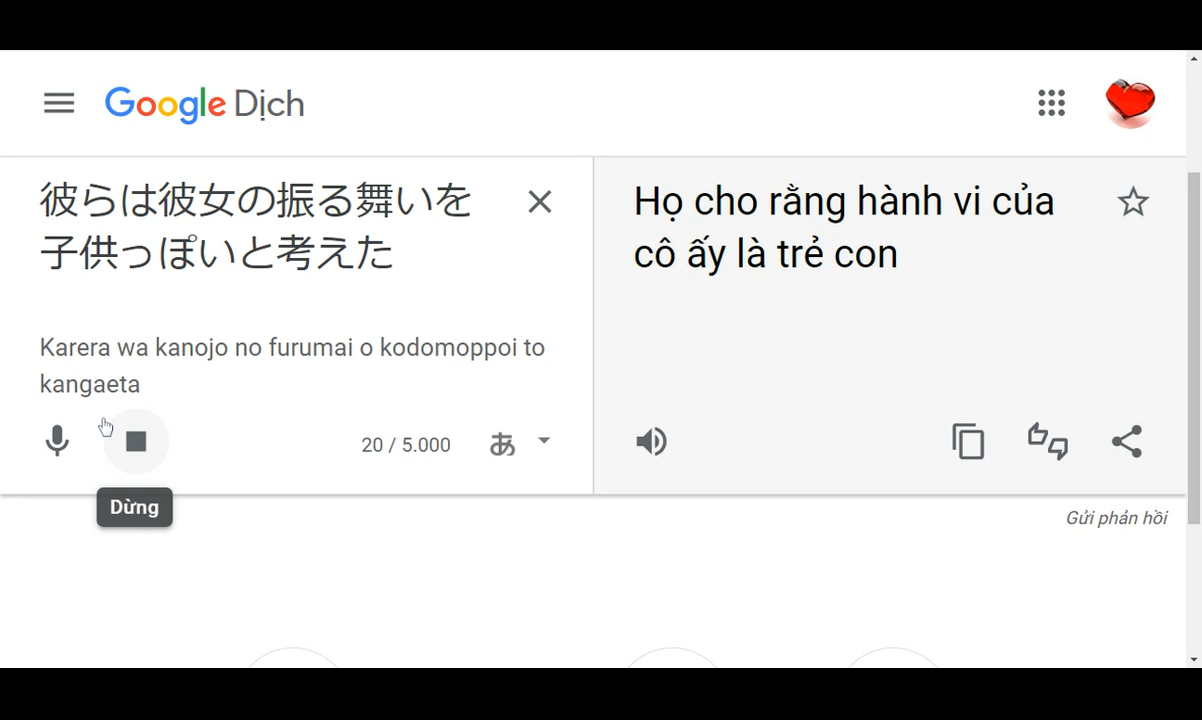 Google Dịch
彼らは彼女の振る舞いを
子供っぽいと考えた
Karera wa kanojo no furumai o kodomoppoi to
kangaeta
20 / 5.000
あ
Dừng
Họ cho rằng hành vi của
cô ấy là trẻ con
Gửi phản hồi